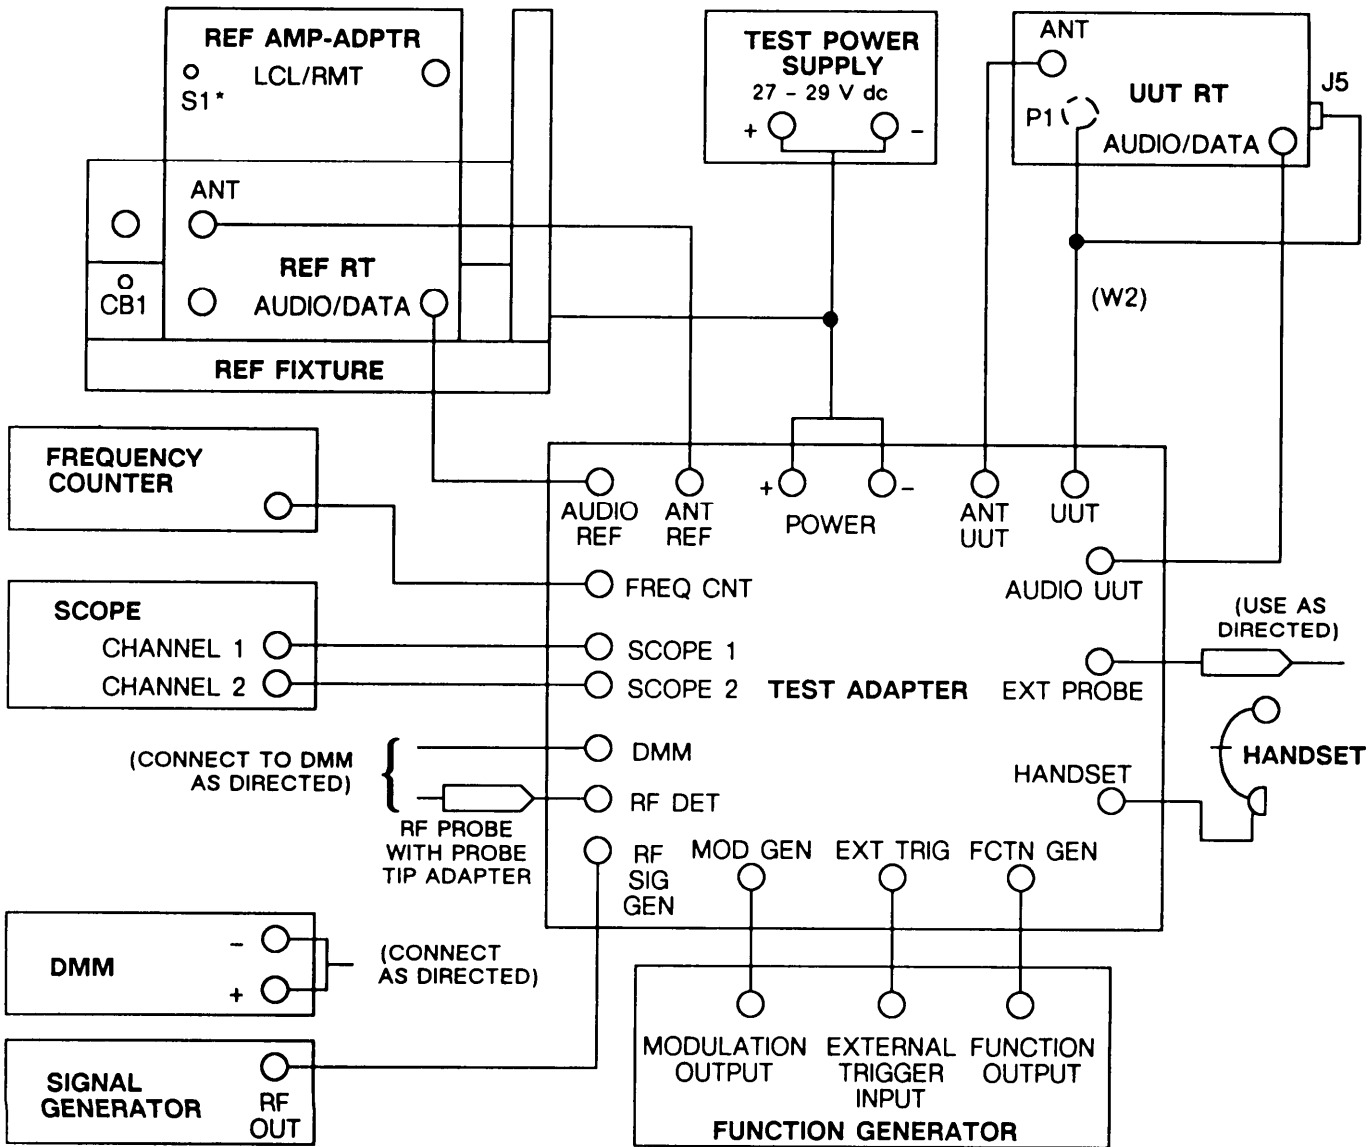 REF AMP-ADPTR
LCL/RMT
S1*
ANT
REF RT
CB1
AUDIO/DATA
REF FIXTURE
TEST POWER
SUPPLY
27 - 29 V dc
+
-
ANT
UUT RT
J5
P1
AUDIO/DATA
(W2)
FREQUENCY
COUNTER
SCOPE
CHANNEL 1
CHANNEL 2
(CONNECT TO DMM
AS DIRECTED)
{
RF PROBE
WITH PROBE
TIP ADAPTER
DMM
-
+
(CONNECT
AS DIRECTED)
SIGNAL
GENERATOR
RF
OUT
AUDIO
REF
ANT
REF
+
-
POWER
ANT
UUT
UUT
AUDIO UUT
FREQ CNT
SCOPE 1
SCOPE 2
TEST ADAPTER
EXT PROBE
(USE AS
DIRECTED)
DMM
RF DET
HANDSET
HANDSET
RF
SIG
GEN
MOD GEN
EXT TRIG
FCTN GEN
MODULATION
OUTPUT
EXTERNAL
TRIGGER
INPUT
FUNCTION
OUTPUT
FUNCTION GENERATOR